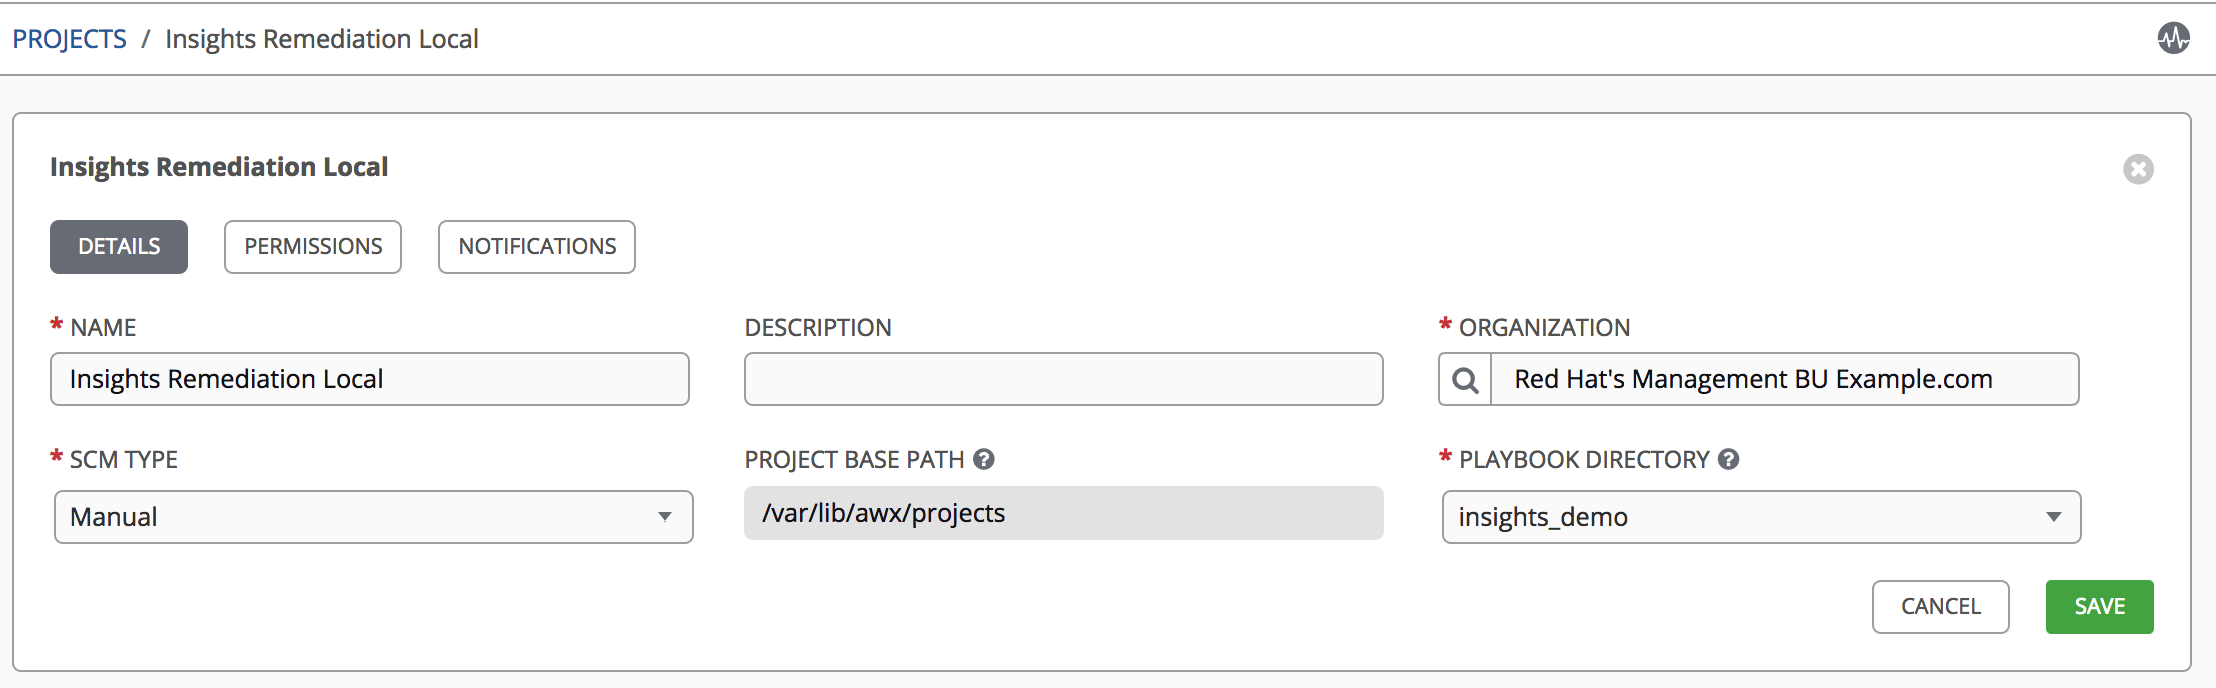 PROJECTS / Insights Remediation Local
Insights Remediation Local
DETAILS PERMISSIONS NOTIFICATIONS
* NAME DESCRIPTION * ORGANIZATION
Insights Remediation Local Red Hat's Management BU Example.com
* SCM TYPE PROJECT BASE PATH ? * PLAYBOOK DIRECTORY ?
Manual /var/lib/awx/projects insights_demo
CANCEL SAVE